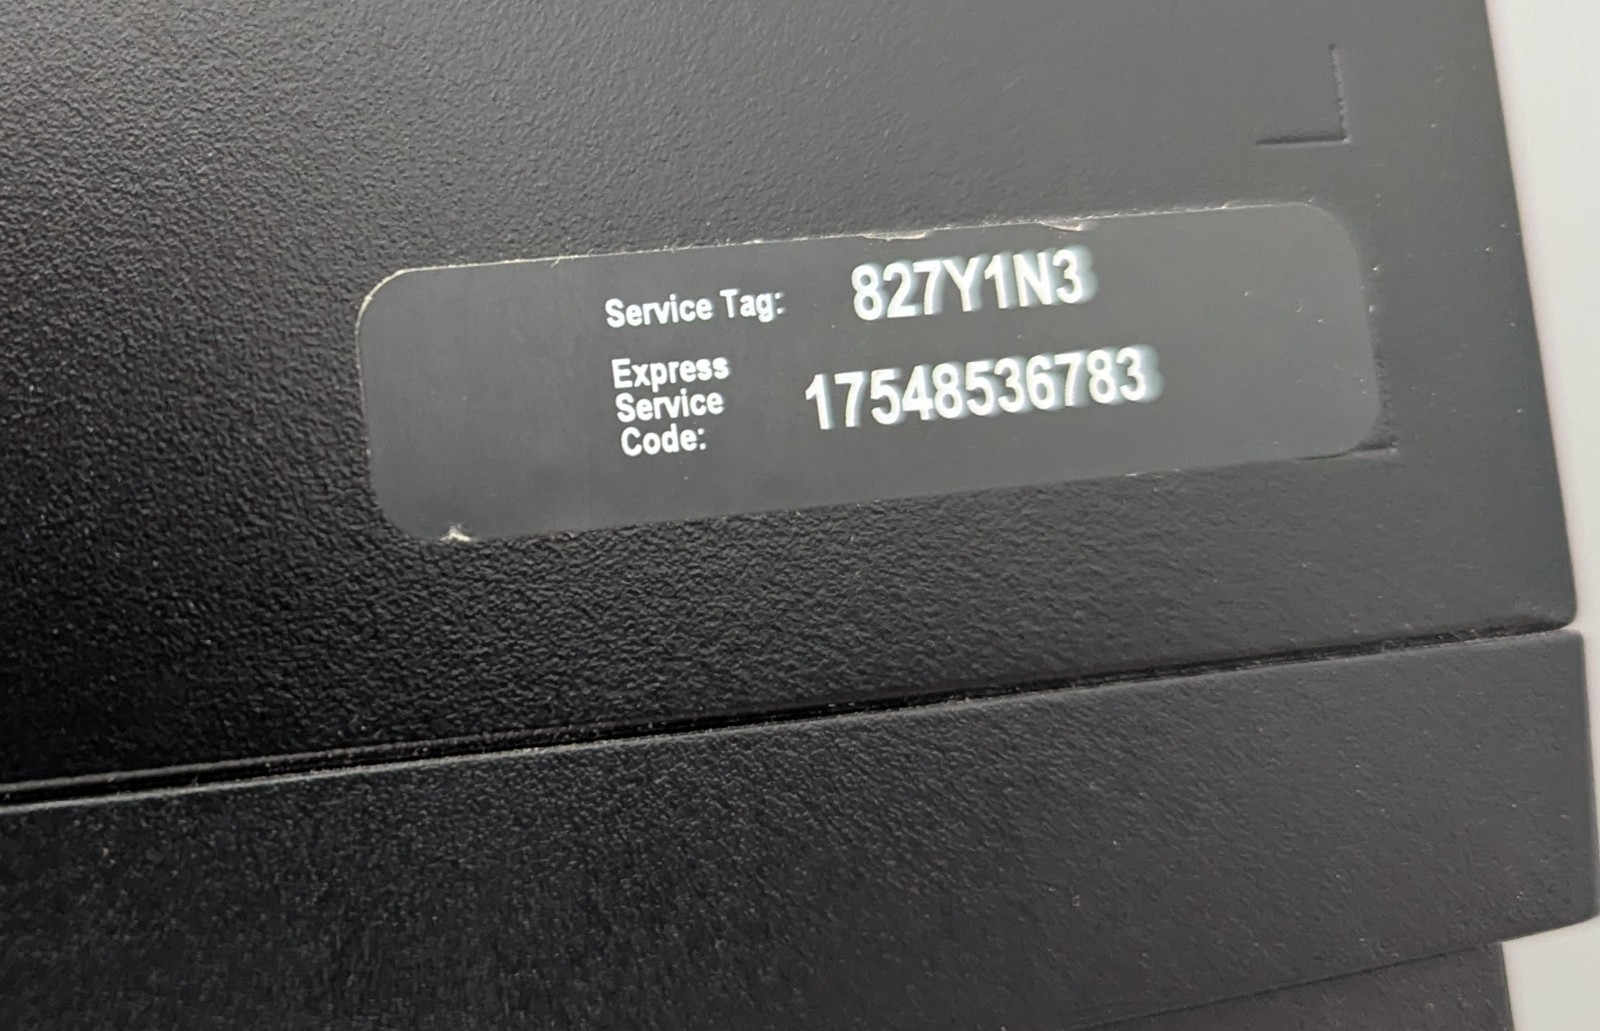 Service Tag: 827Y1N3
Express
Service
Code: 17548536783